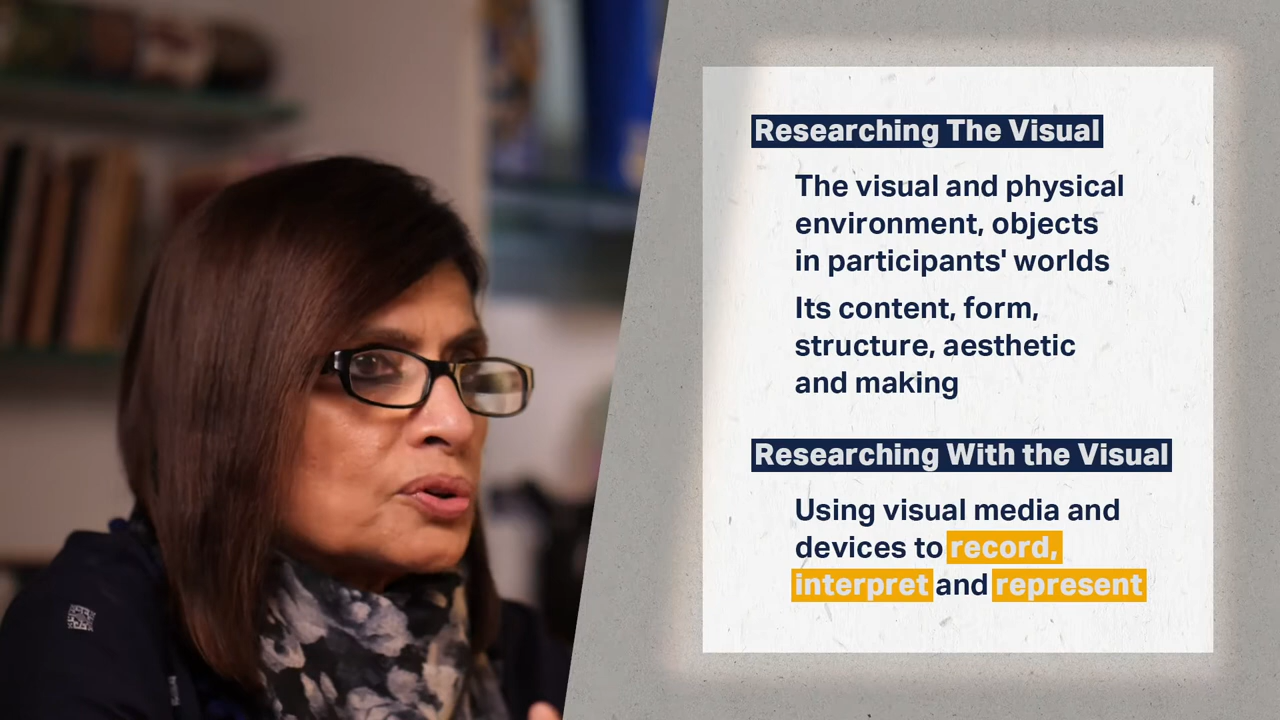 Researching The Visual
The visual and physical
environment, objects
in participants' worlds
Its content, form,
structure, aesthetic
and making
Researching With the Visual
Using visual media and
devices to record,
interpret and represent